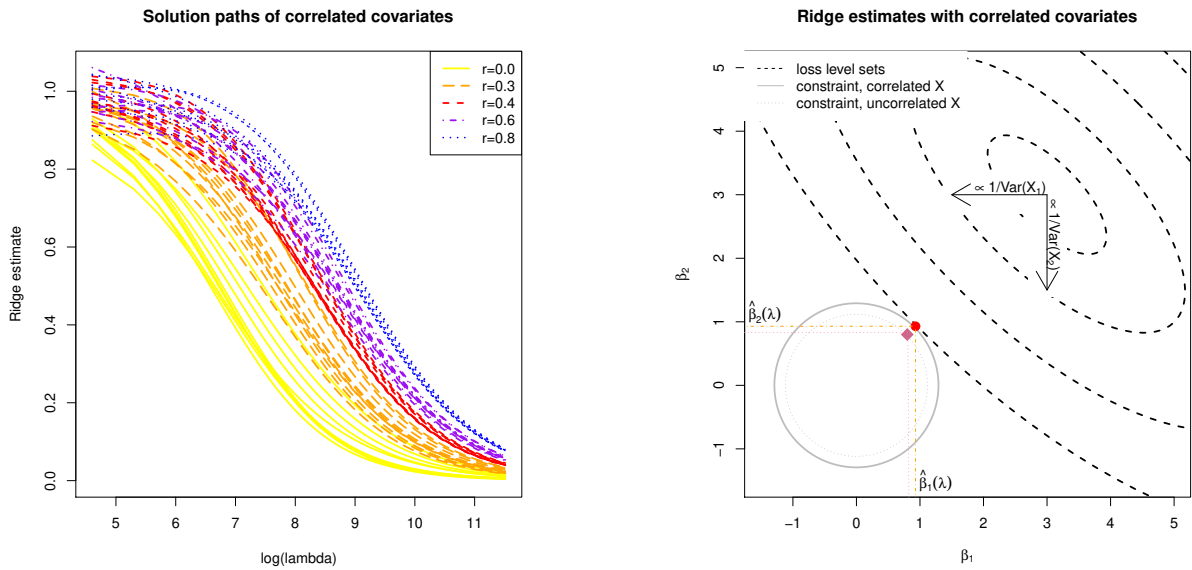 Solution paths of correlated covariates
Ridge estimate
1.0
0.8
0.6
0.4
0.2
0.0
r=0.0
r=0.3
r=0.4
r=0.6
r=0.8
5 6 7 8 9 10 11
log(lambda)
Ridge estimates with correlated covariates
β₂
5
4
3
2
1
0
−1
loss level sets
constraint, correlated X
constraint, uncorrelated X
∝ 1/Var(X₁)
∝ 1/Var(X₂)
β̂₂(λ)
β̂₁(λ)
−1 0 1 2 3 4 5
β₁